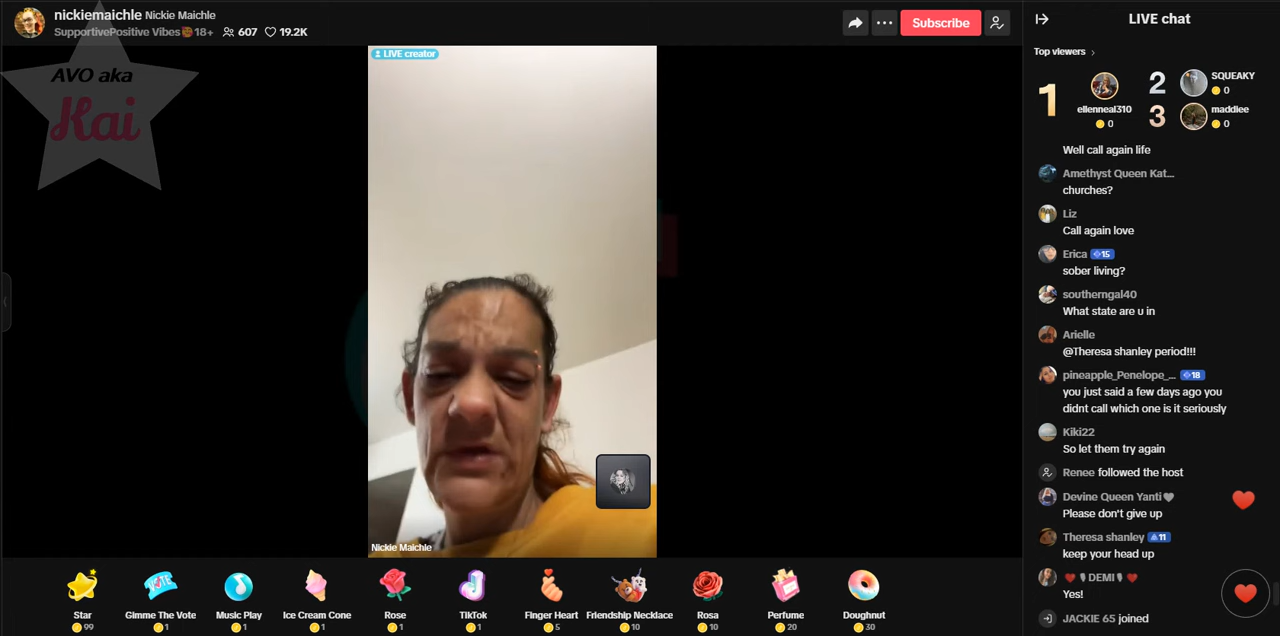 nickiemaichle Nickie Maichle
SupportivePositive Vibes 18+ 607 19.2K
Subscribe
LIVE chat
AVO aka
Kai
LIVE creator
Nickie Maichle
Top viewers
1
ellenneal310
0
2
SQUEAKY
0
3
maddlee
0
Well call again life
Amethyst Queen Kat...
churches?
Liz
Call again love
Erica 15
sober living?
southerngal40
What state are u in
Arielle
@Theresa shanley period!!!
pineapple_Penelope_... 18
you just said a few days ago you
didnt call which one is it seriously
Kiki22
So let them try again
Renee followed the host
Devine Queen Yanti
Please don't give up
Theresa shanley 11
keep your head up
DEMI
Yes!
JACKIE 65 joined
Star
99
Gimme The Vote
1
Music Play
1
Ice Cream Cone
1
Rose
1
TikTok
1
Finger Heart
5
Friendship Necklace
10
Rosa
10
Perfume
20
Doughnut
30